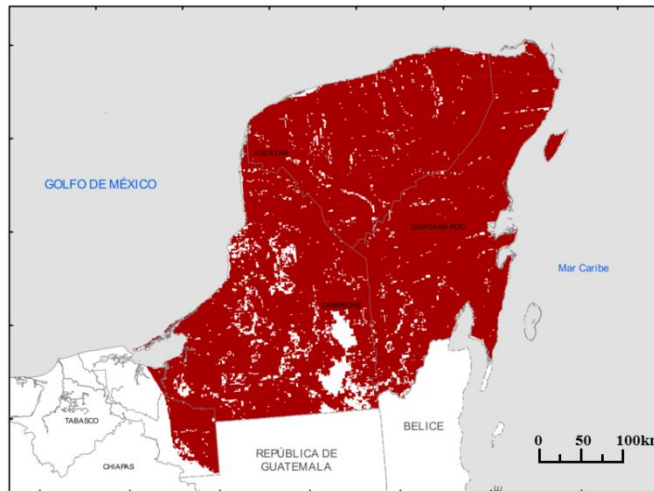 YUCATÁN
GOLFO DE MÉXICO
QUINTANA ROO
Mar Caribe
CAMPECHE
TABASCO
BELICE
REPÚBLICA DE
GUATEMALA
CHIAPAS
0 50 100km